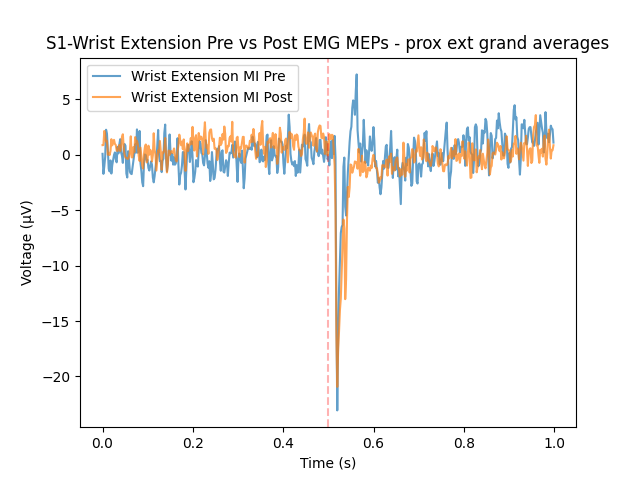 S1-Wrist Extension Pre vs Post EMG MEPs - prox ext grand averages
Wrist Extension MI Pre
Wrist Extension MI Post
Voltage (μV)
5
0
−5
−10
−15
−20
0.0 0.2 0.4 0.6 0.8 1.0
Time (s)